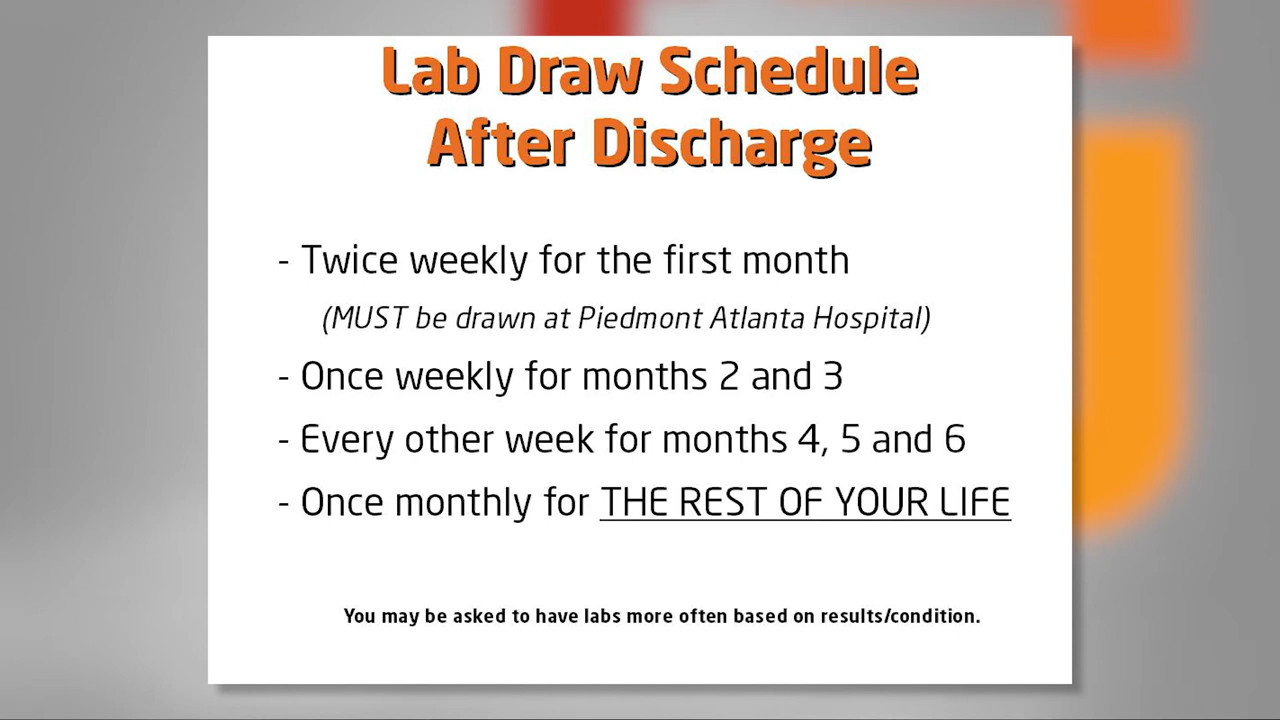 Lab Draw Schedule
After Discharge
- Twice weekly for the first month
(MUST be drawn at Piedmont Atlanta Hospital)
- Once weekly for months 2 and 3
- Every other week for months 4, 5 and 6
- Once monthly for THE REST OF YOUR LIFE
You may be asked to have labs more often based on results/condition.